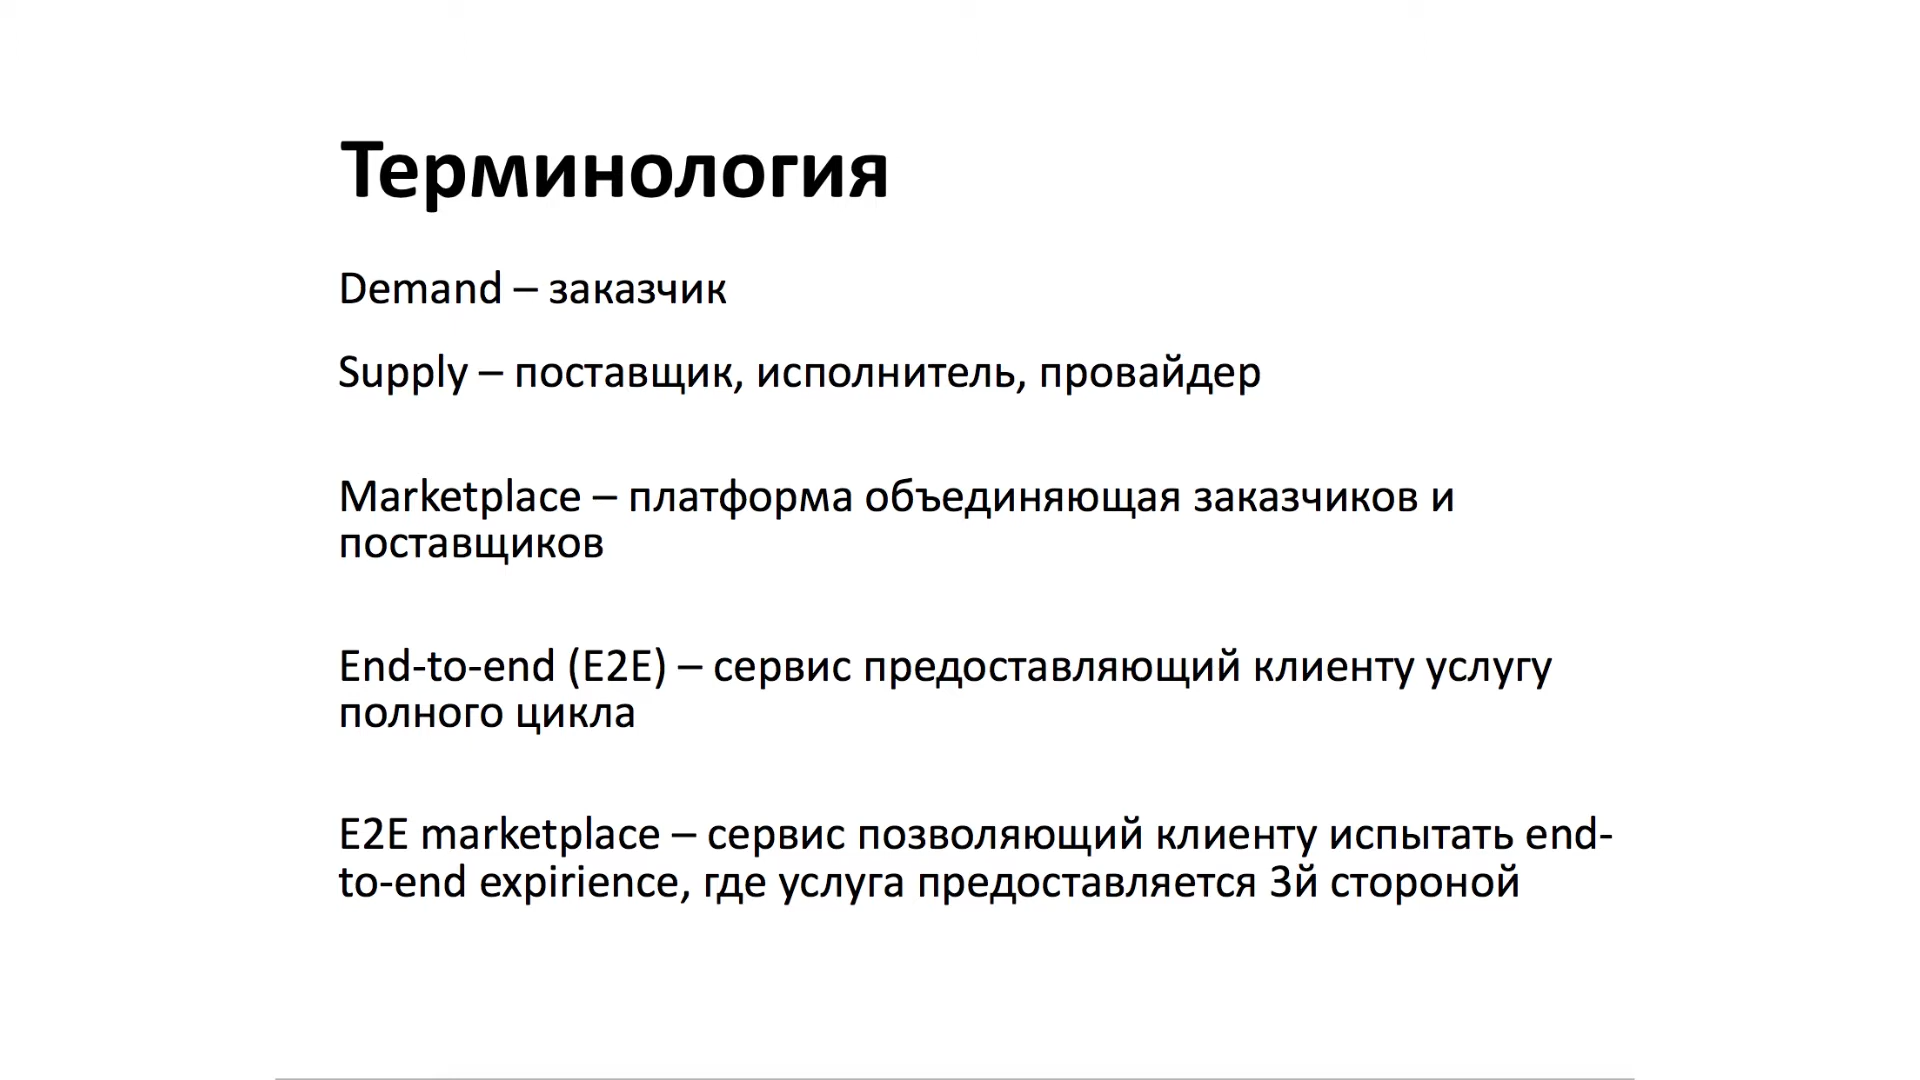 Терминология
Demand – заказчик
Supply – поставщик, исполнитель, провайдер
Marketplace – платформа объединяющая заказчиков и
поставщиков
End-to-end (E2E) – сервис предоставляющий клиенту услугу
полного цикла
E2E marketplace – сервис позволяющий клиенту испытать end-
to-end expirience, где услуга предоставляется 3й стороной